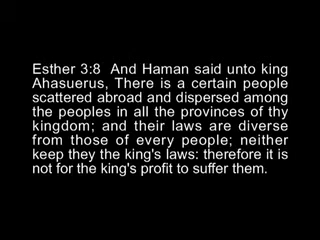 Esther 3:8  And Haman said unto king
Ahasuerus, There is a certain people
scattered abroad and dispersed among
the peoples in all the provinces of thy
kingdom; and their laws are diverse
from those of every people; neither
keep they the king's laws: therefore it is
not for the king's profit to suffer them.